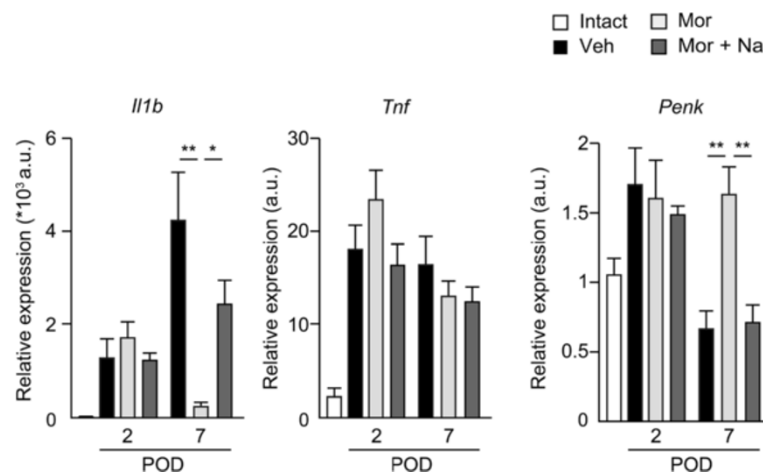 Intact Mor
Veh Mor + Na
Il1b
Relative expression (*10³ a.u.)
6
4
2
0
** *
2 7
POD
Tnf
Relative expression (a.u.)
30
20
10
0
2 7
POD
Penk
Relative expression (a.u.)
2
1.5
1
0.5
0
** **
2 7
POD